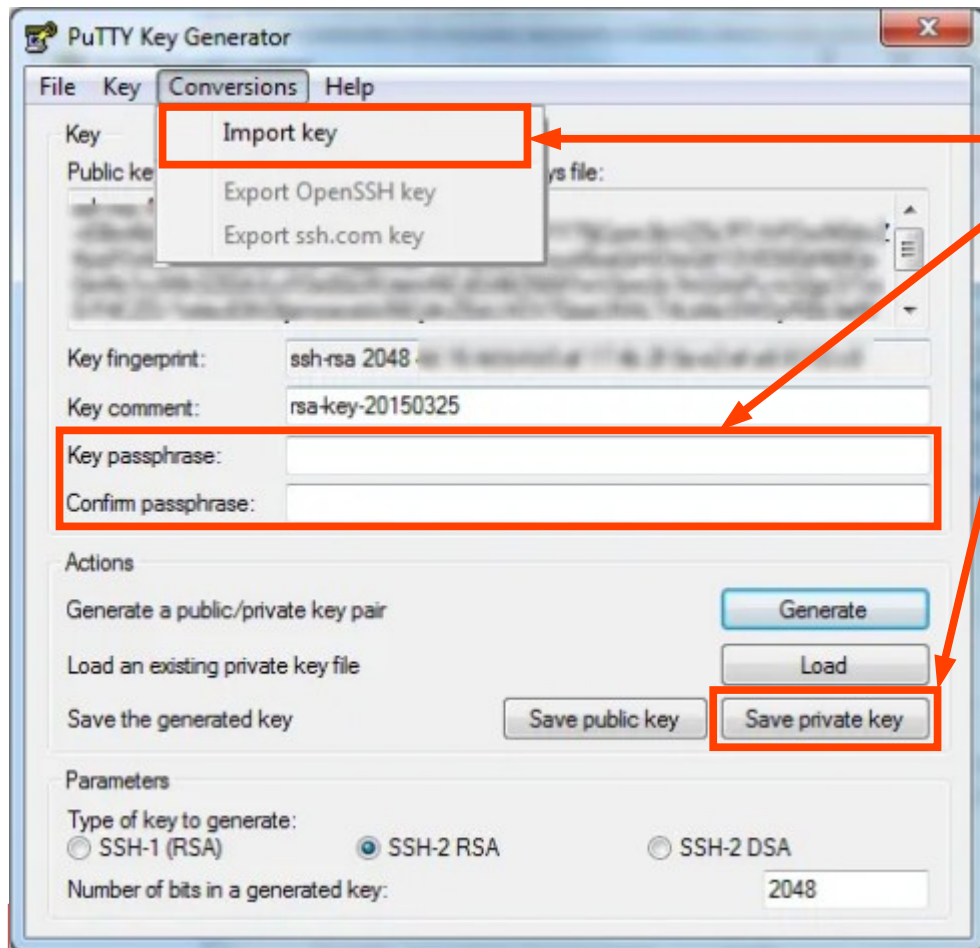 PuTTY Key Generator
File Key Conversions Help
Key
Import key
Public ke ys file:
Export OpenSSH key
Export ssh.com key
Key fingerprint: ssh-rsa 2048
Key comment: rsa-key-20150325
Key passphrase:
Confirm passphrase:
Actions
Generate a public/private key pair Generate
Load an existing private key file Load
Save the generated key Save public key Save private key
Parameters
Type of key to generate:
SSH-1 (RSA) SSH-2 RSA SSH-2 DSA
Number of bits in a generated key: 2048